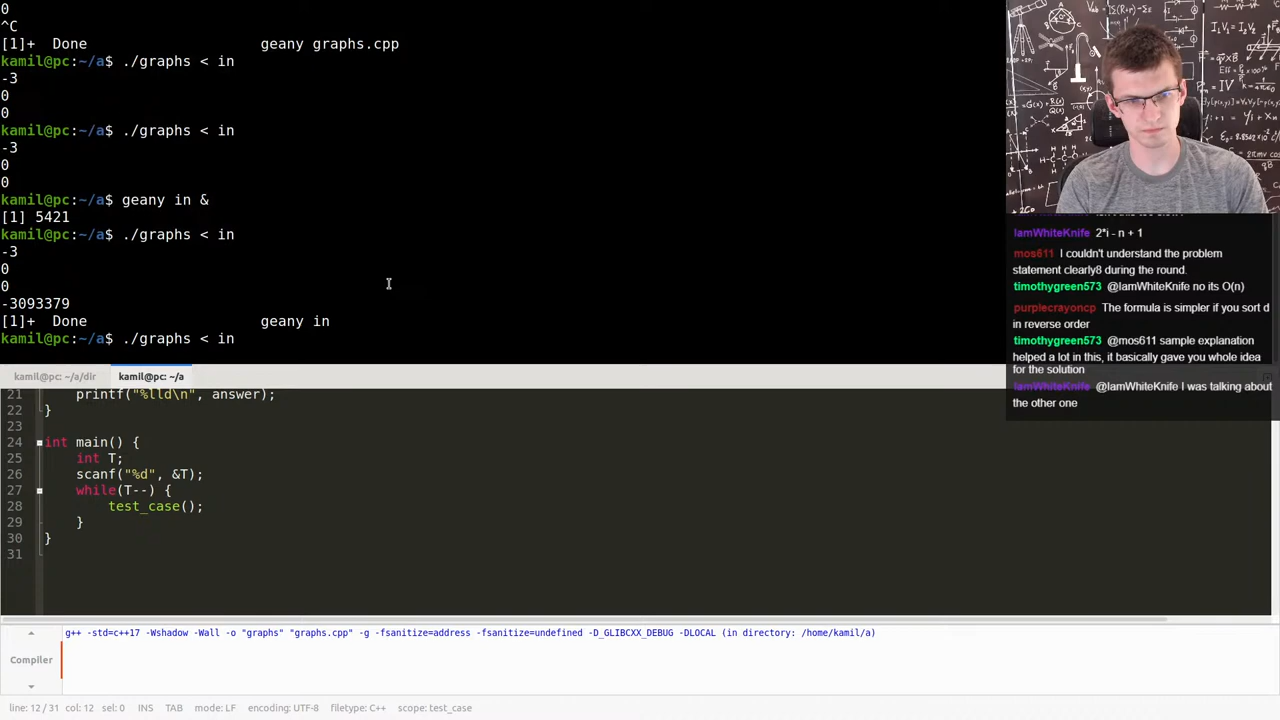 0
^C
[1]+  Done                    geany graphs.cpp
kamil@pc:~/a$ ./graphs < in
-3
0
0
kamil@pc:~/a$ ./graphs < in
-3
0
0
kamil@pc:~/a$ geany in &
[1] 5421
kamil@pc:~/a$ ./graphs < in
-3
0
0
-3093379
[1]+  Done                    geany in
kamil@pc:~/a$ ./graphs < in
kamil@pc: ~/a/dir
kamil@pc: ~/a
21 printf("%lld\n", answer);
22 }
23
24 int main() {
25 int T;
26 scanf("%d", &T);
27 while(T--) {
28 test_case();
29 }
30 }
31
g++ -std=c++17 -Wshadow -Wall -o "graphs" "graphs.cpp" -g -fsanitize=address -fsanitize=undefined -D_GLIBCXX_DEBUG -DLOCAL (in directory: /home/kamil/a)
Compiler
line: 12 / 31 col: 12 sel: 0 INS TAB mode: LF encoding: UTF-8 filetype: C++ scope: test_case
IamWhiteKnife 2*i - n + 1
mos611 I couldn't understand the problem
statement clearly8 during the round.
timothygreen573 @IamWhiteKnife no its O(n)
purplecrayoncp The formula is simpler if you sort d
in reverse order
timothygreen573 @mos611 sample explanation
helped a lot in this, it basically gave you whole idea
for the solution
IamWhiteKnife @IamWhiteKnife I was talking about
the other one